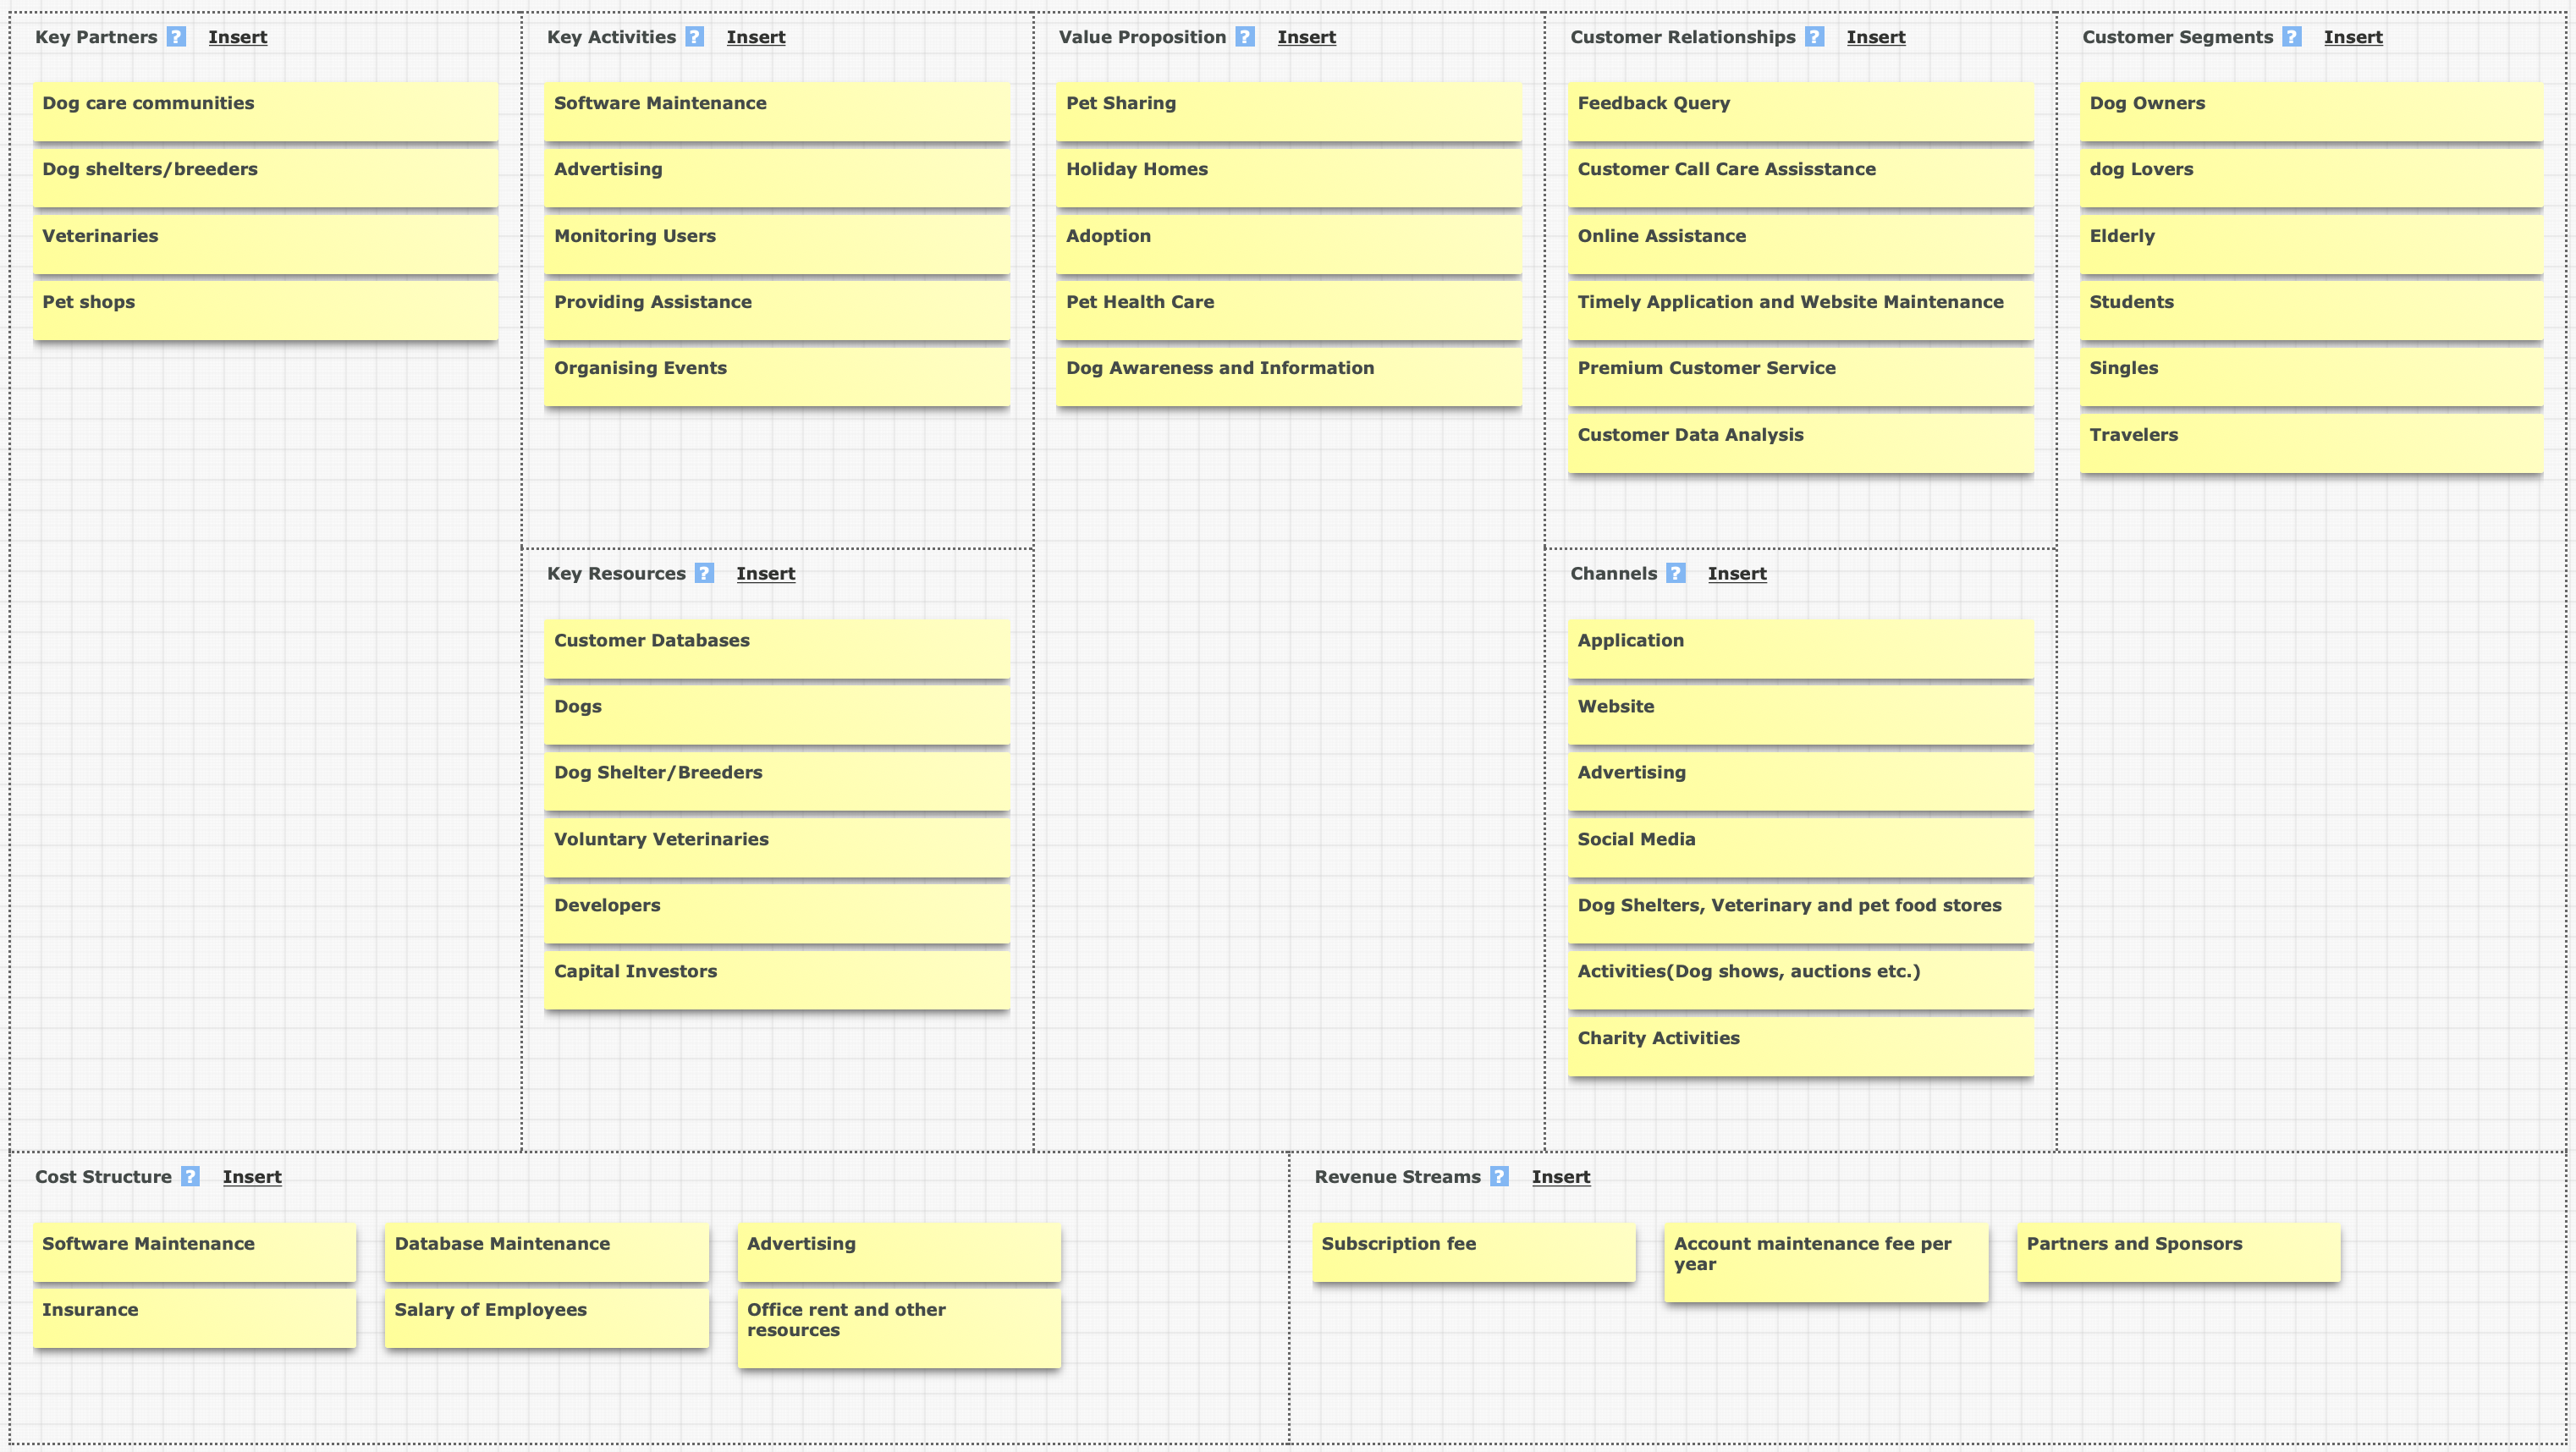 Key Partners ? Insert
Dog care communities
Dog shelters/breeders
Veterinaries
Pet shops
Key Activities ? Insert
Software Maintenance
Advertising
Monitoring Users
Providing Assistance
Organising Events
Key Resources ? Insert
Customer Databases
Dogs
Dog Shelter/Breeders
Voluntary Veterinaries
Developers
Capital Investors
Value Proposition ? Insert
Pet Sharing
Holiday Homes
Adoption
Pet Health Care
Dog Awareness and Information
Customer Relationships ? Insert
Feedback Query
Customer Call Care Assisstance
Online Assistance
Timely Application and Website Maintenance
Premium Customer Service
Customer Data Analysis
Channels ? Insert
Application
Website
Advertising
Social Media
Dog Shelters, Veterinary and pet food stores
Activities(Dog shows, auctions etc.)
Charity Activities
Customer Segments ? Insert
Dog Owners
dog Lovers
Elderly
Students
Singles
Travelers
Cost Structure ? Insert
Software Maintenance
Database Maintenance
Advertising
Insurance
Salary of Employees
Office rent and other
resources
Revenue Streams ? Insert
Subscription fee
Account maintenance fee per
year
Partners and Sponsors